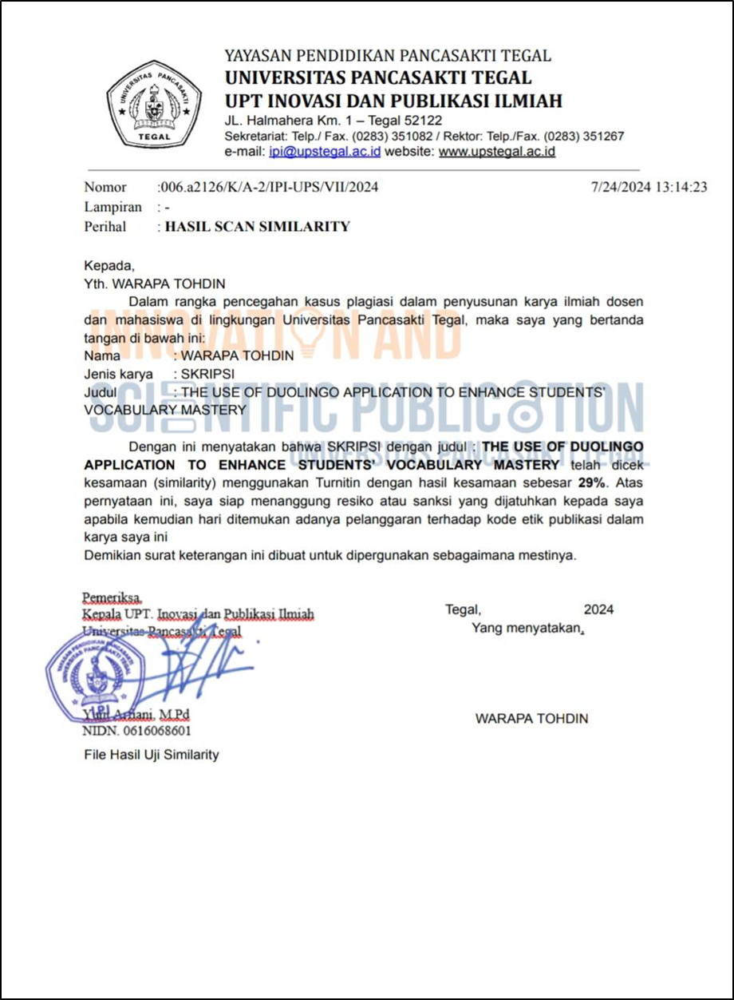 YAYASAN PENDIDIKAN PANCASAKTI TEGAL
UNIVERSITAS PANCASAKTI TEGAL
UPT INOVASI DAN PUBLIKASI ILMIAH
JL. Halmahera Km. 1 – Tegal 52122
Sekretariat: Telp./ Fax. (0283) 351082 / Rektor: Telp./Fax. (0283) 351267
e-mail: ipi@upstegal.ac.id website: www.upstegal.ac.id
UNIVERSITAS PANCASAKTI
TEGAL
Nomor :006.a2126/K/A-2/IPI-UPS/VII/2024 7/24/2024 13:14:23
Lampiran : -
Perihal : HASIL SCAN SIMILARITY
Kepada,
Yth. WARAPA TOHDIN
Dalam rangka pencegahan kasus plagiasi dalam penyusunan karya ilmiah dosen
dan mahasiswa di lingkungan Universitas Pancasakti Tegal, maka saya yang bertanda
tangan di bawah ini:
Nama : WARAPA TOHDIN
Jenis karya : SKRIPSI
Judul : THE USE OF DUOLINGO APPLICATION TO ENHANCE STUDENTS'
VOCABULARY MASTERY
INNOVATION AND
SCIENTIFIC PUBLICATION
UNIVERSITAS PANCASAKTI TEGAL
Dengan ini menyatakan bahwa SKRIPSI dengan judul : THE USE OF DUOLINGO
APPLICATION TO ENHANCE STUDENTS' VOCABULARY MASTERY telah dicek
kesamaan (similarity) menggunakan Turnitin dengan hasil kesamaan sebesar 29%. Atas
pernyataan ini, saya siap menanggung resiko atau sanksi yang dijatuhkan kepada saya
apabila kemudian hari ditemukan adanya pelanggaran terhadap kode etik publikasi dalam
karya saya ini
Demikian surat keterangan ini dibuat untuk dipergunakan sebagaimana mestinya.
Pemeriksa,
Kepala UPT. Inovasi dan Publikasi Ilmiah
Universitas Pancasakti Tegal
YAYASAN PENDIDIKAN PANCASAKTI
UNIVERSITAS PANCASAKTI TEGAL
IPI
Yuni Arfiani, M.Pd
NIDN. 0616068601
Tegal, 2024
Yang menyatakan,
WARAPA TOHDIN
File Hasil Uji Similarity